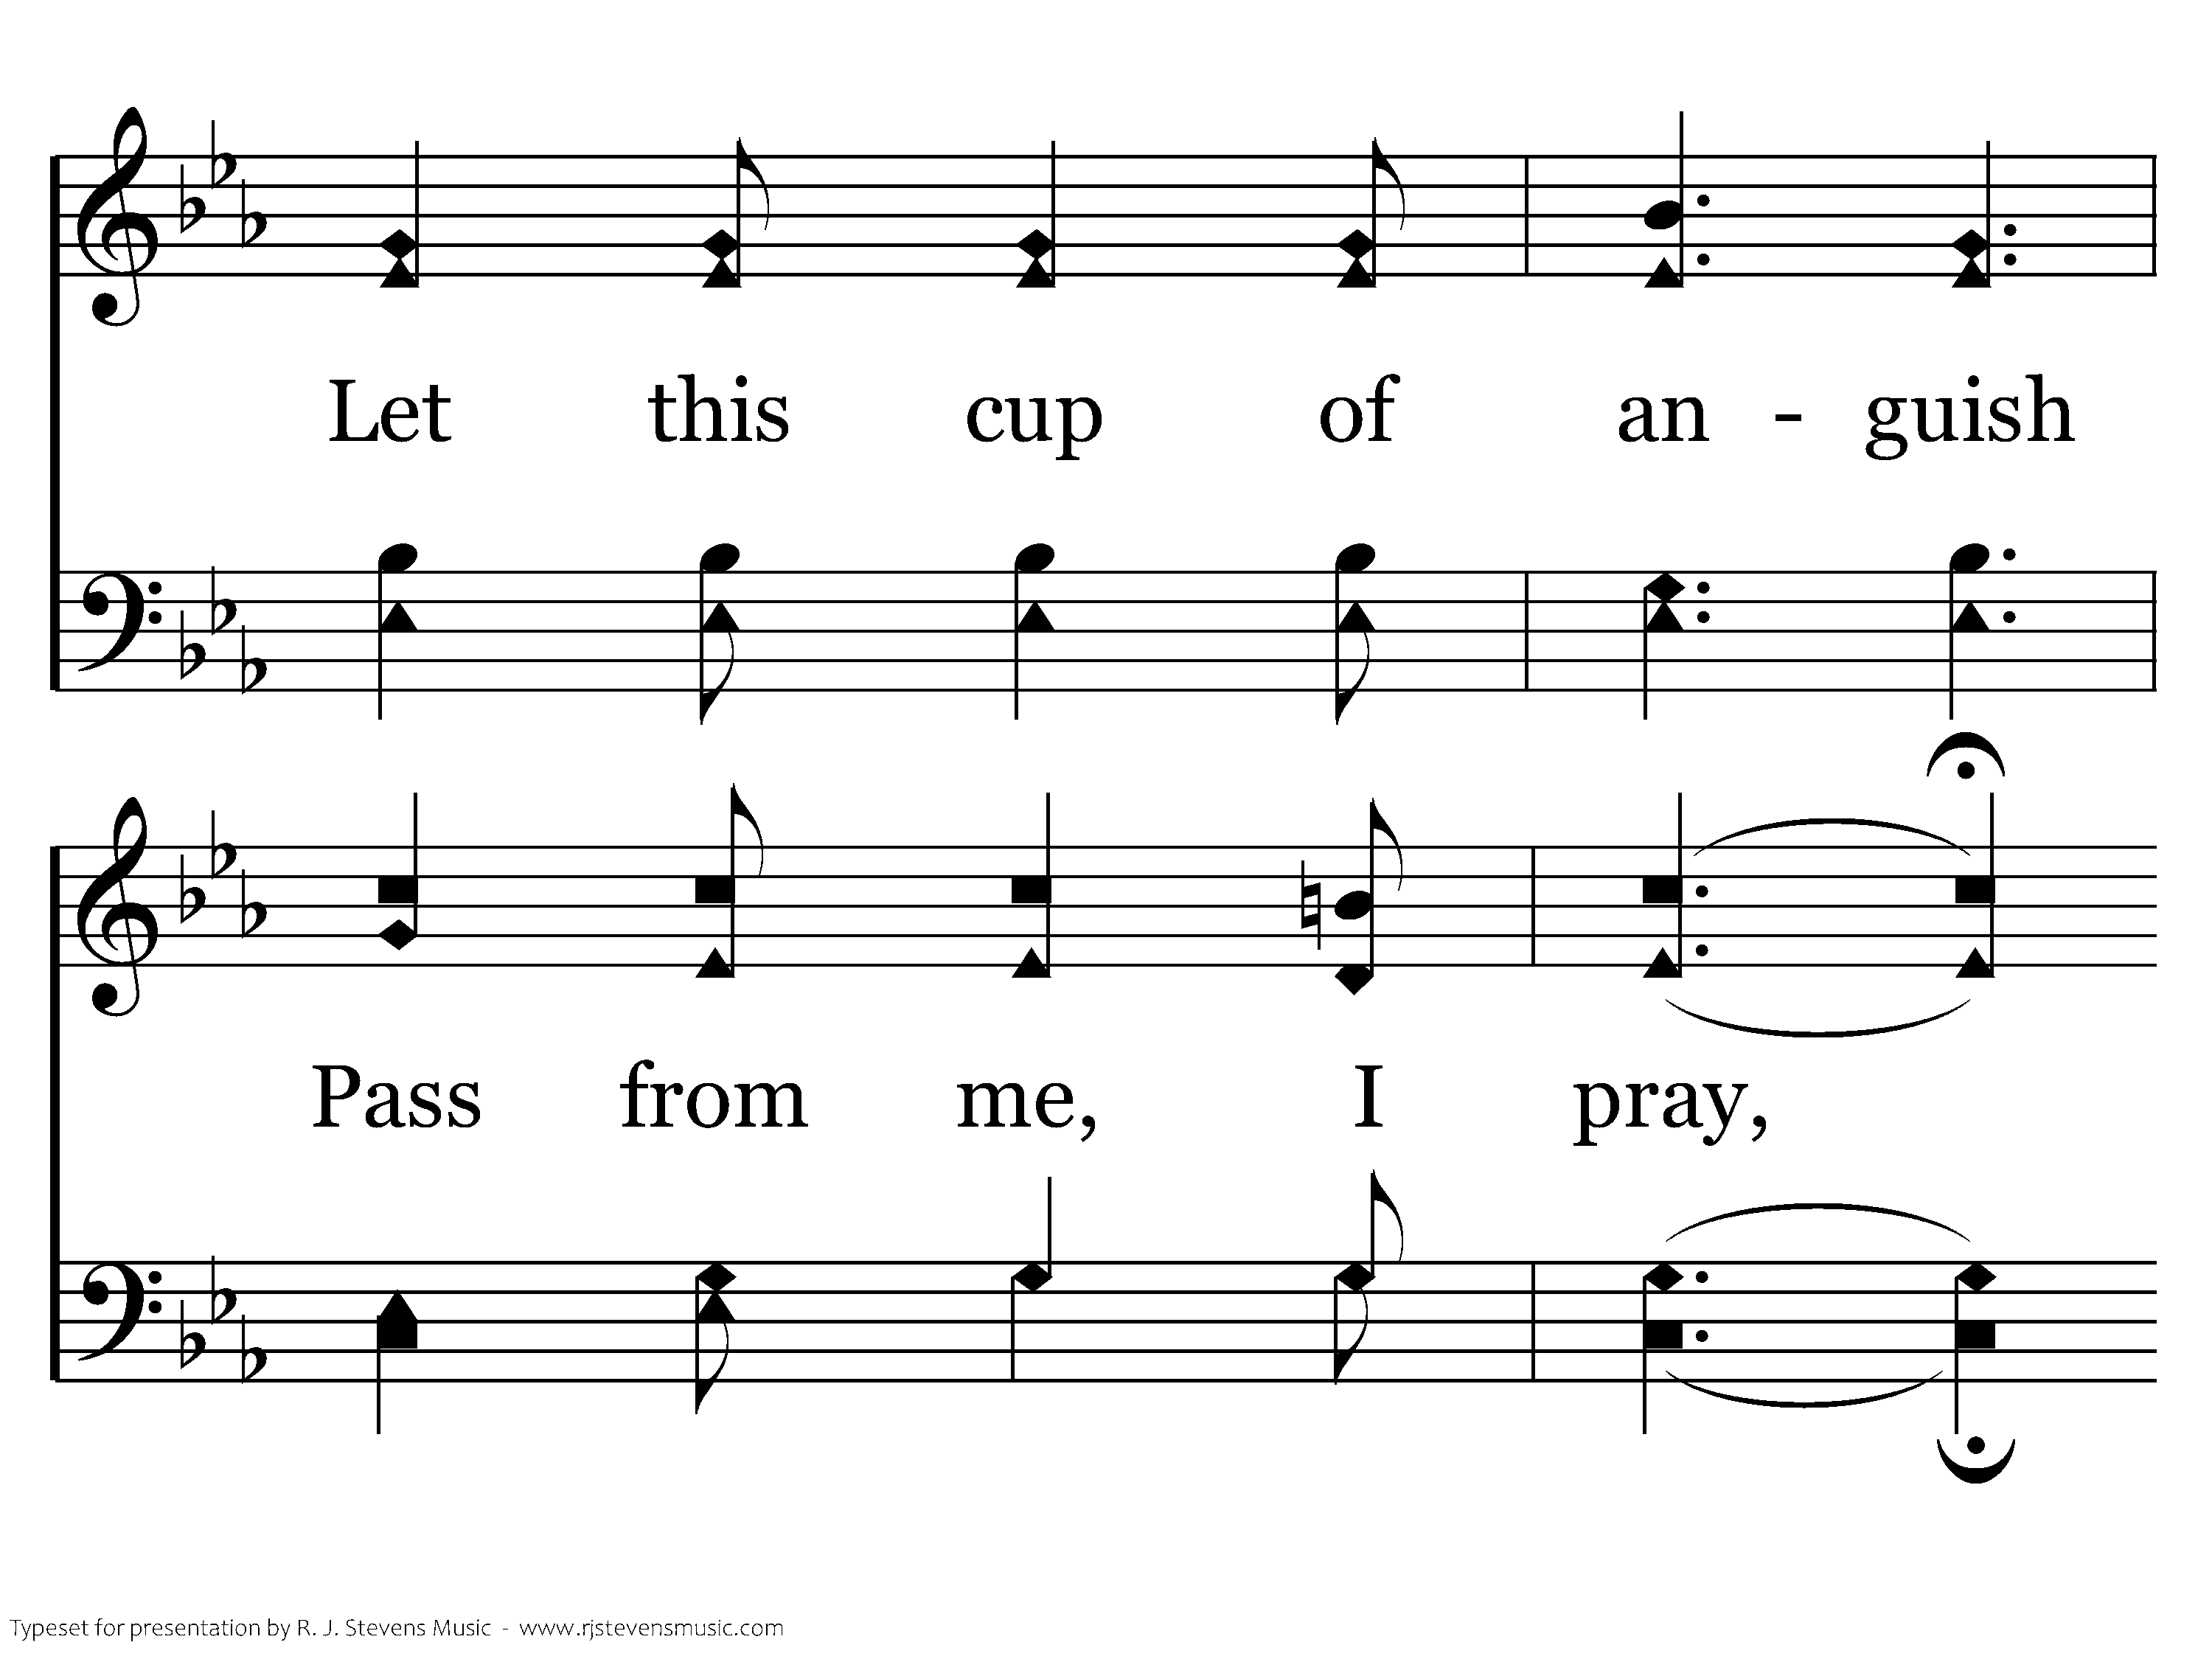 Let this cup of an - guish
Pass from me, I pray,
Typeset for presentation by R. J. Stevens Music - www.rjstevensmusic.com